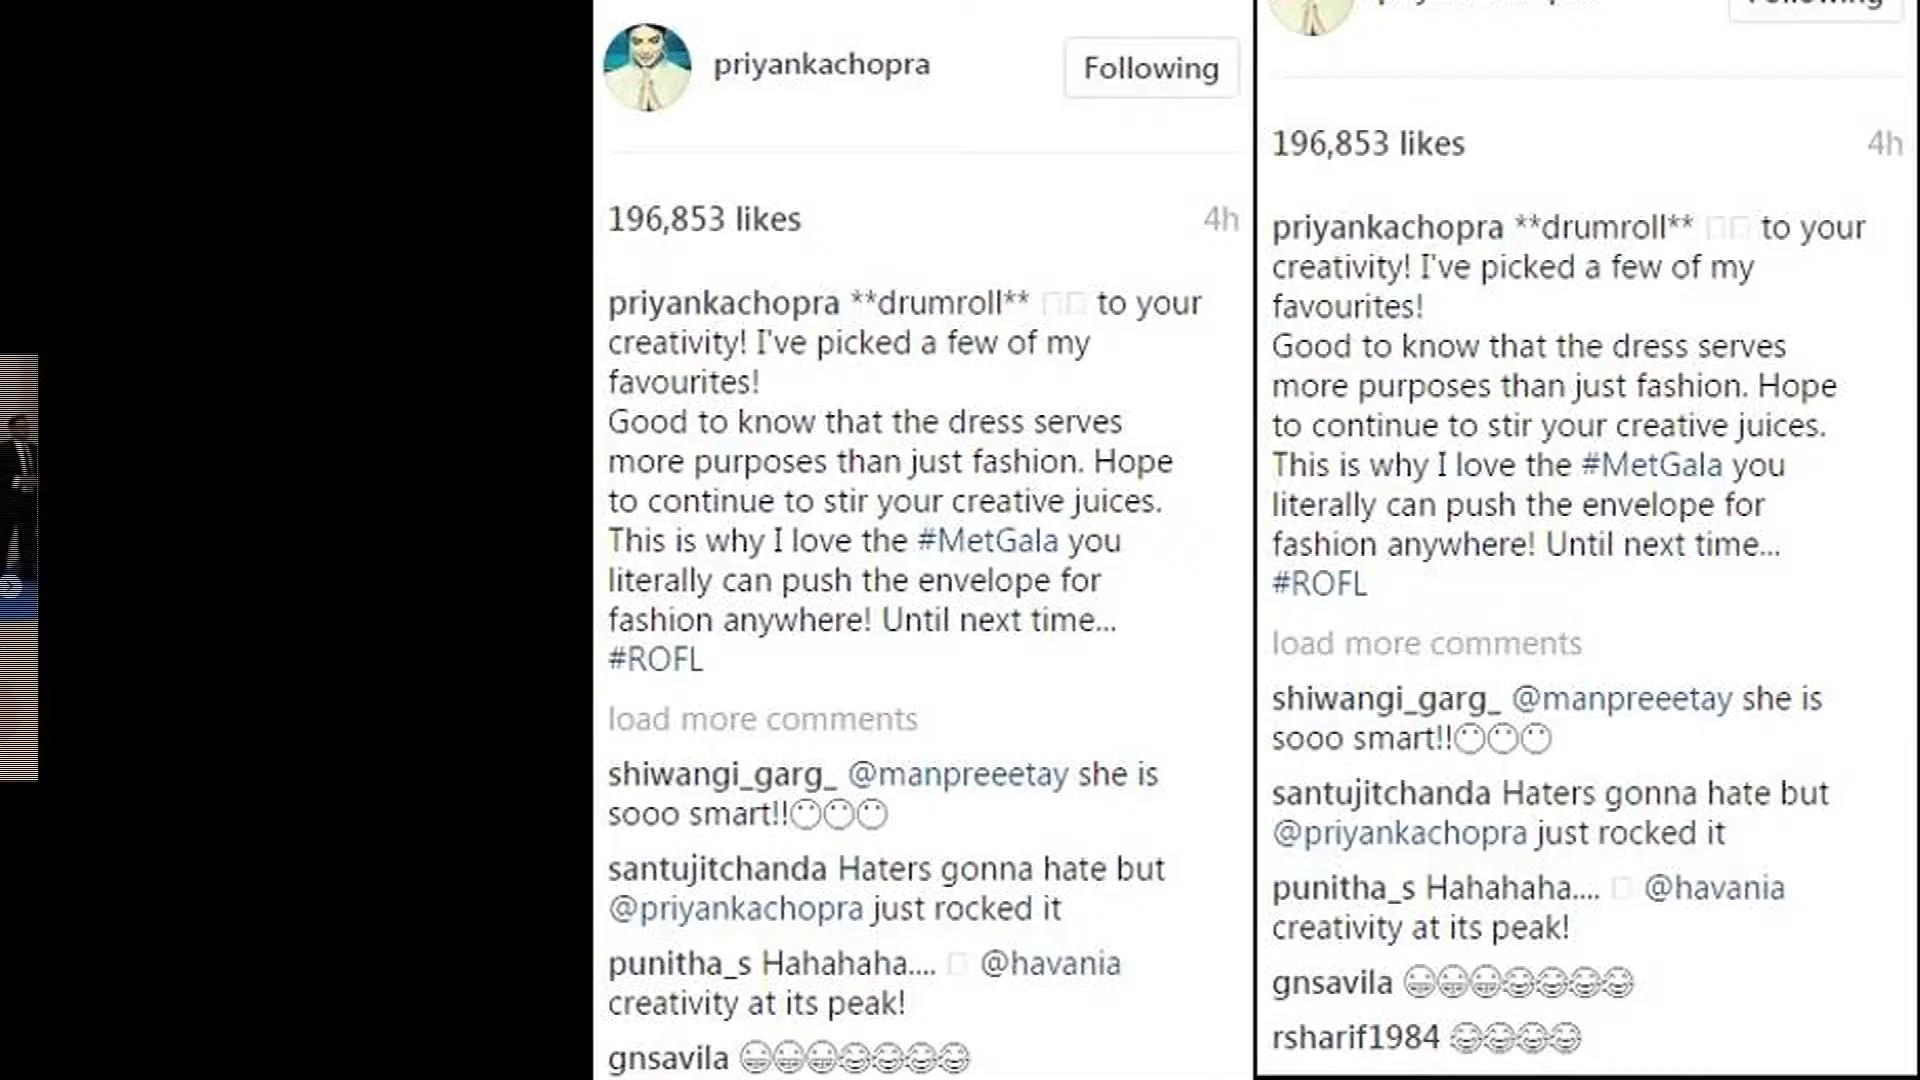 priyankachopra
Following
196,853 likes
4h
priyankachopra **drumroll** to your
creativity! I've picked a few of my
favourites!
Good to know that the dress serves
more purposes than just fashion. Hope
to continue to stir your creative juices.
This is why I love the #MetGala you
literally can push the envelope for
fashion anywhere! Until next time...
#ROFL
load more comments
shiwangi_garg_ @manpreeetay she is
sooo smart!!😶😶😶
santujitchanda Haters gonna hate but
@priyankachopra just rocked it
punitha_s Hahahaha.... @havania
creativity at its peak!
gnsavila 😁😁😁😂😂😂😂
196,853 likes
4h
priyankachopra **drumroll** to your
creativity! I've picked a few of my
favourites!
Good to know that the dress serves
more purposes than just fashion. Hope
to continue to stir your creative juices.
This is why I love the #MetGala you
literally can push the envelope for
fashion anywhere! Until next time...
#ROFL
load more comments
shiwangi_garg_ @manpreeetay she is
sooo smart!!😶😶😶
santujitchanda Haters gonna hate but
@priyankachopra just rocked it
punitha_s Hahahaha.... @havania
creativity at its peak!
gnsavila 😁😁😁😂😂😂😂
rsharif1984 😂😂😂😂